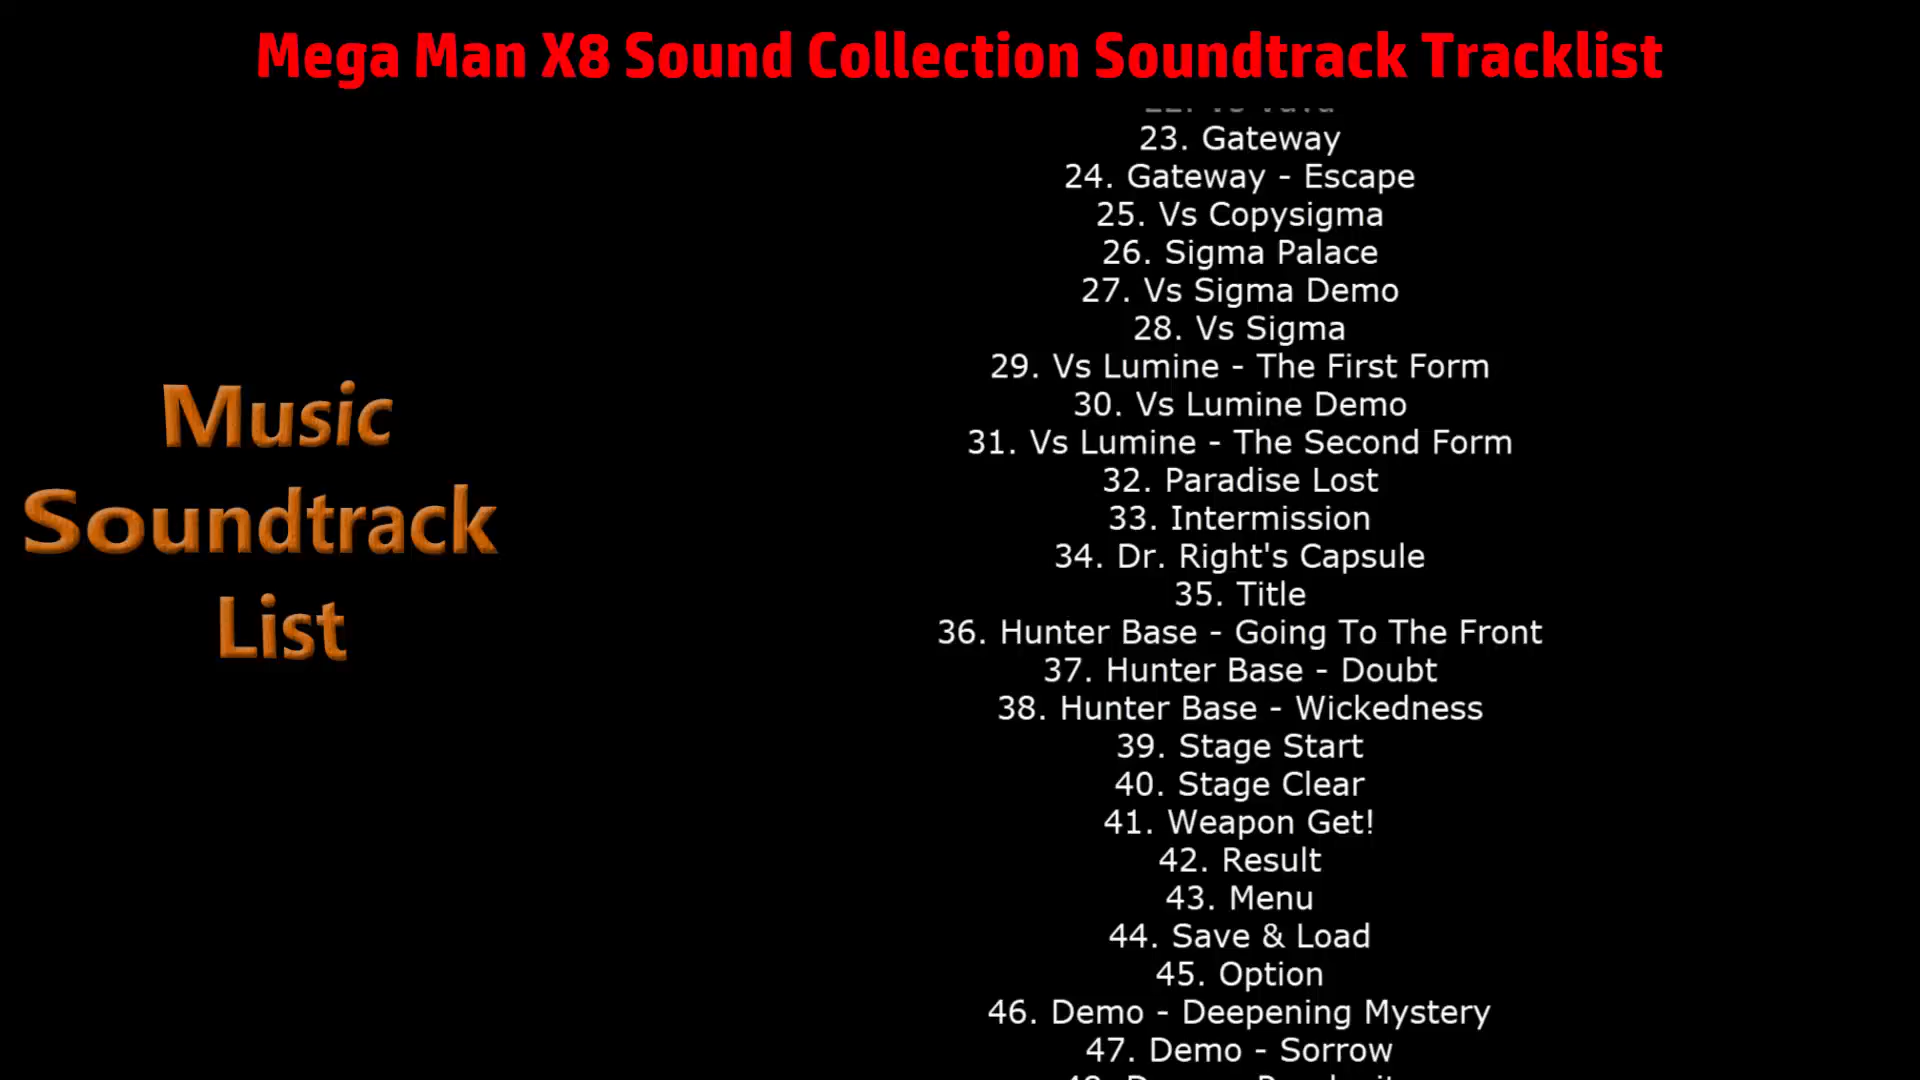 Mega Man X8 Sound Collection Soundtrack Tracklist
23. Gateway
24. Gateway - Escape
25. Vs Copysigma
26. Sigma Palace
27. Vs Sigma Demo
28. Vs Sigma
29. Vs Lumine - The First Form
30. Vs Lumine Demo
31. Vs Lumine - The Second Form
32. Paradise Lost
33. Intermission
34. Dr. Right's Capsule
35. Title
36. Hunter Base - Going To The Front
37. Hunter Base - Doubt
38. Hunter Base - Wickedness
39. Stage Start
40. Stage Clear
41. Weapon Get!
42. Result
43. Menu
44. Save & Load
45. Option
46. Demo - Deepening Mystery
47. Demo - Sorrow
Music
Soundtrack
List